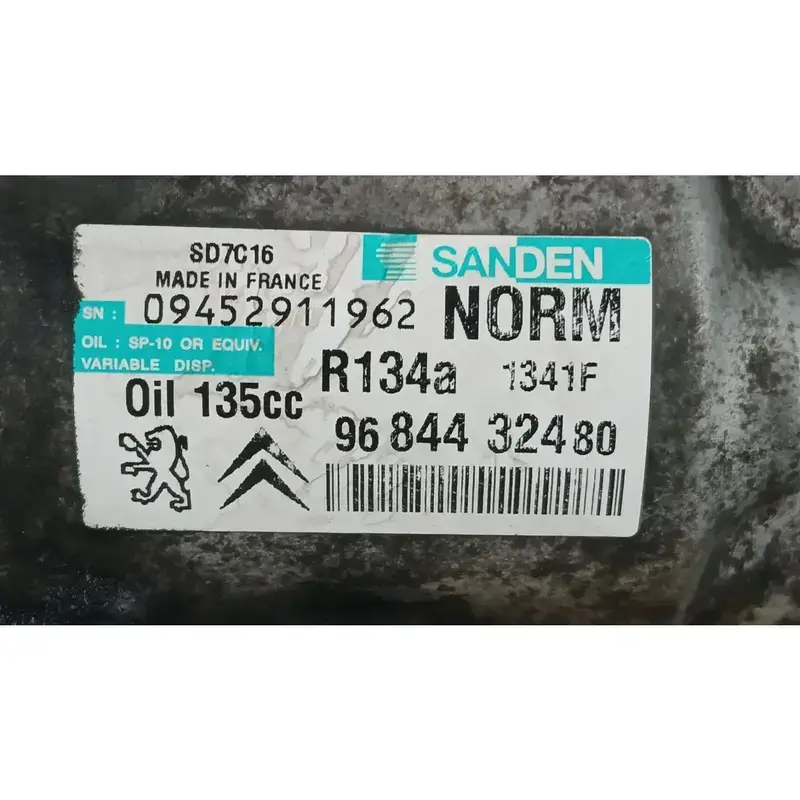 SD7C16
MADE IN FRANCE
SANDEN
SN : 09452911962
NORM
OIL : SP-10 OR EQUIV.
VARIABLE DISP.
R134a 1341F
Oil 135cc
96 844 324 80